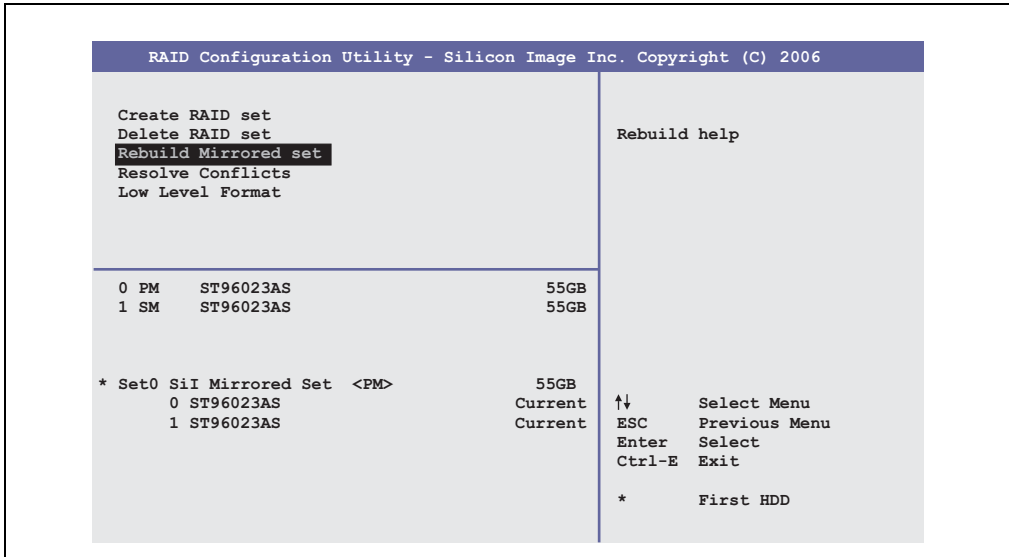 RAID Configuration Utility - Silicon Image Inc. Copyright (C) 2006
Create RAID set
Delete RAID set
Rebuild Mirrored set
Resolve Conflicts
Low Level Format
Rebuild help
0 PM ST96023AS 55GB
1 SM ST96023AS 55GB
* Set0 SiI Mirrored Set <PM> 55GB
0 ST96023AS Current
1 ST96023AS Current
↑↓ Select Menu
ESC Previous Menu
Enter Select
Ctrl-E Exit
* First HDD